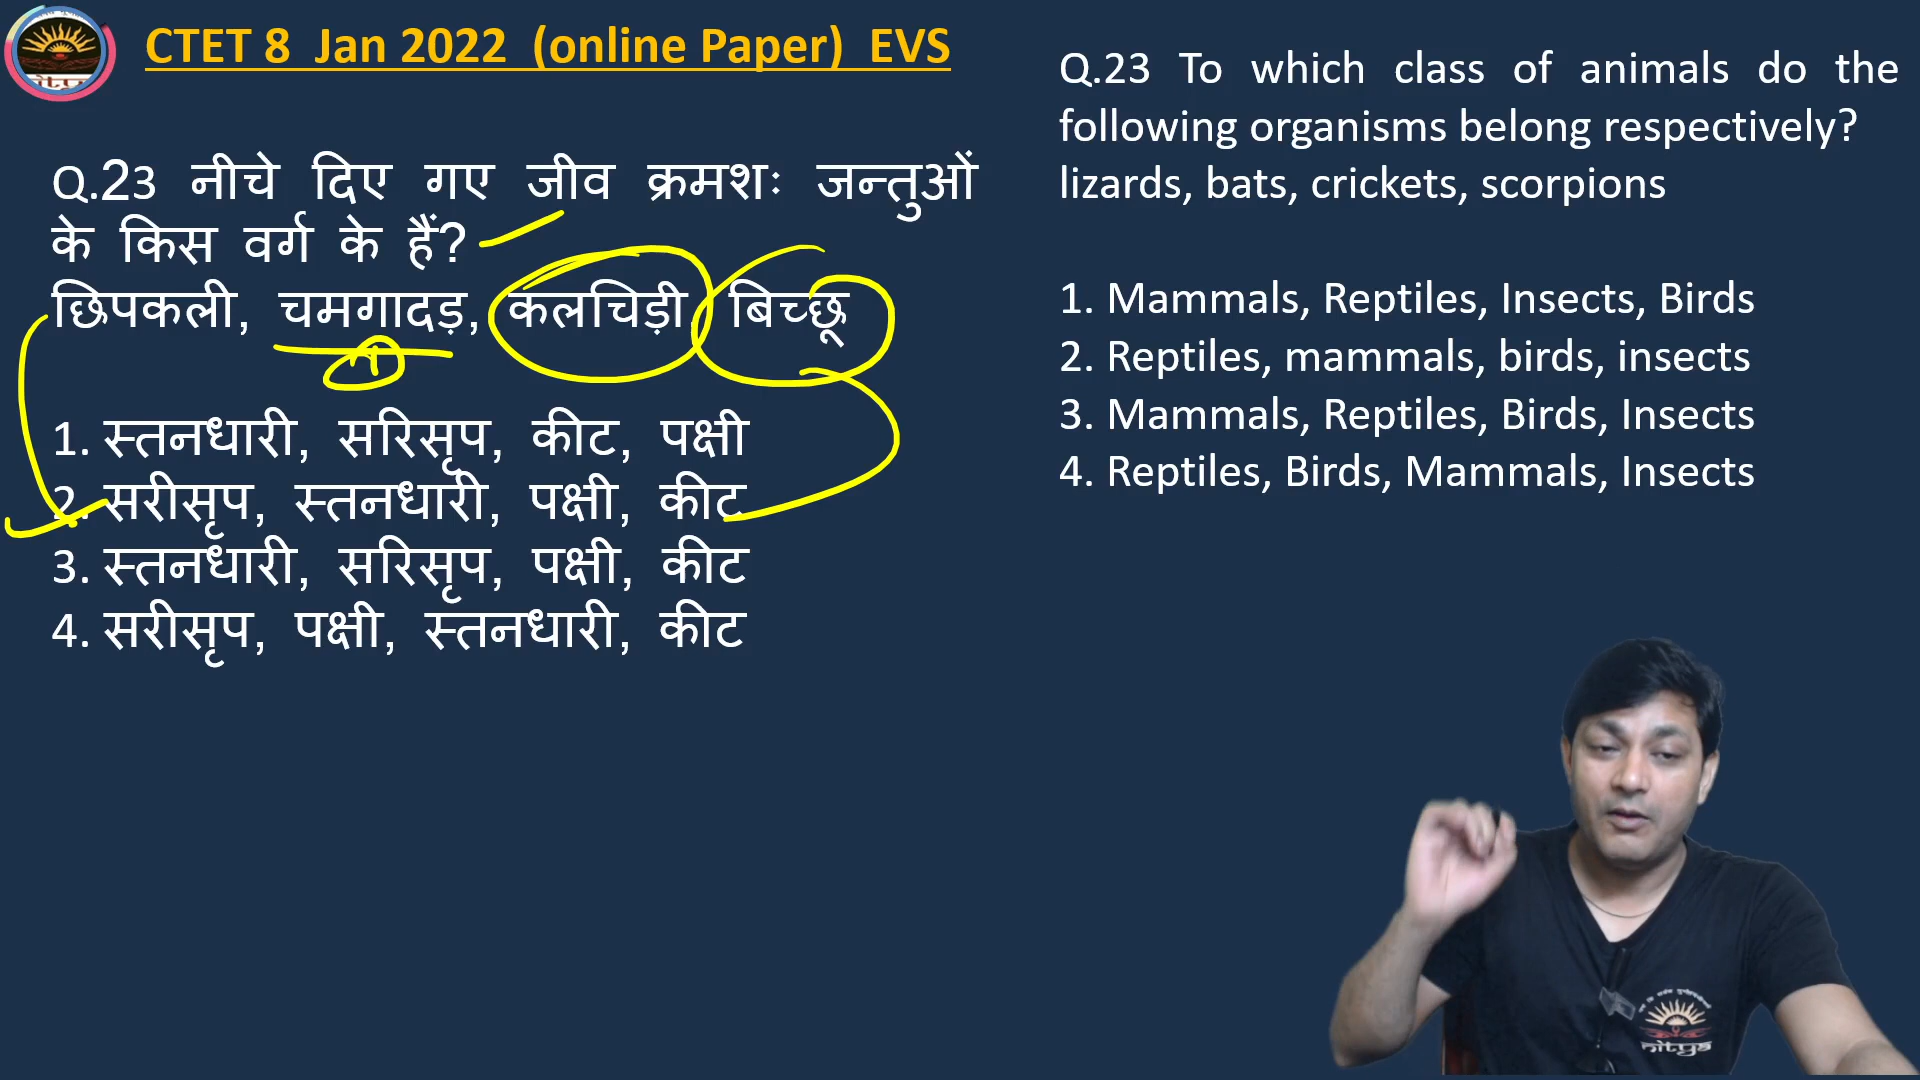 CTET 8 Jan 2022 (online Paper) EVS
Q.23 नीचे दिए गए जीव क्रमशः जन्तुओं
के किस वर्ग के हैं?
छिपकली, चमगादड़, कलचिड़ी, बिच्छू
1. स्तनधारी, सरिसृप, कीट, पक्षी
2. सरीसृप, स्तनधारी, पक्षी, कीट
3. स्तनधारी, सरिसृप, पक्षी, कीट
4. सरीसृप, पक्षी, स्तनधारी, कीट
Q.23 To which class of animals do the
following organisms belong respectively?
lizards, bats, crickets, scorpions
1. Mammals, Reptiles, Insects, Birds
2. Reptiles, mammals, birds, insects
3. Mammals, Reptiles, Birds, Insects
4. Reptiles, Birds, Mammals, Insects
nitya